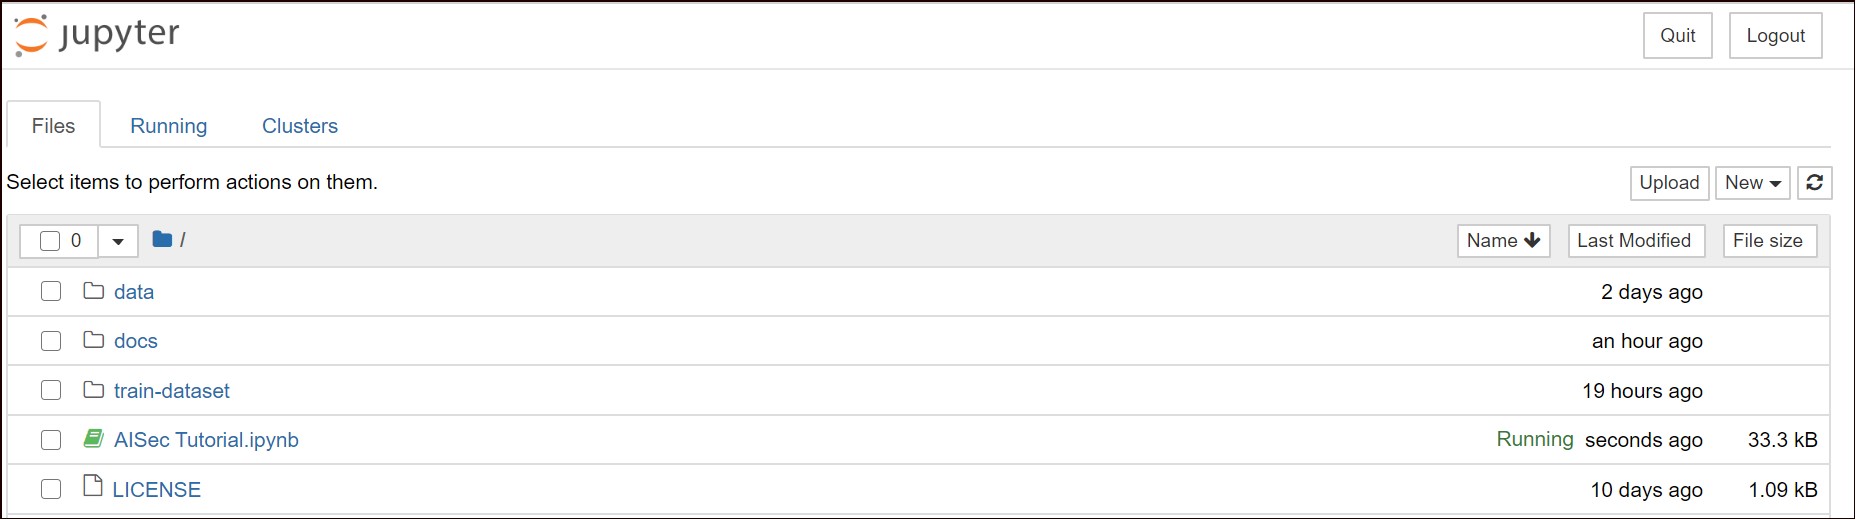 jupyter Quit Logout
Files Running Clusters
Select items to perform actions on them. Upload New
0 / Name Last Modified File size
data 2 days ago
docs an hour ago
train-dataset 19 hours ago
AISec Tutorial.ipynb Running seconds ago 33.3 kB
LICENSE 10 days ago 1.09 kB